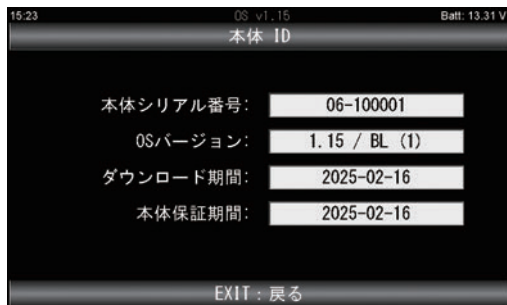 15:23 OS v1.15 Batt: 13.31 V
本体 ID
本体シリアル番号: 06-100001
OSバージョン: 1.15 / BL (1)
ダウンロード期間: 2025-02-16
本体保証期間: 2025-02-16
EXIT:戻る